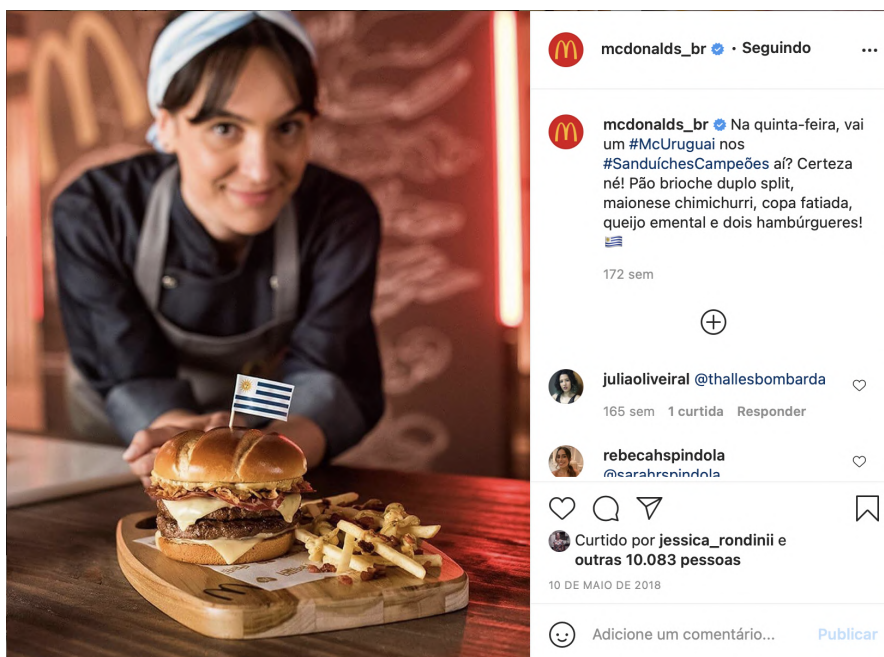 mcdonalds_br • Seguindo
mcdonalds_br Na quinta-feira, vai
um #McUruguai nos
#SanduíchesCampeões aí? Certeza
né! Pão brioche duplo split,
maionese chimichurri, copa fatiada,
queijo emental e dois hambúrgueres!
172 sem
juliaoliveiral @thallesbombarda
165 sem 1 curtida Responder
rebecahspindola
@sarahrspindola
Curtido por jessica_rondinii e
outras 10.083 pessoas
10 DE MAIO DE 2018
Adicione um comentário... Publicar